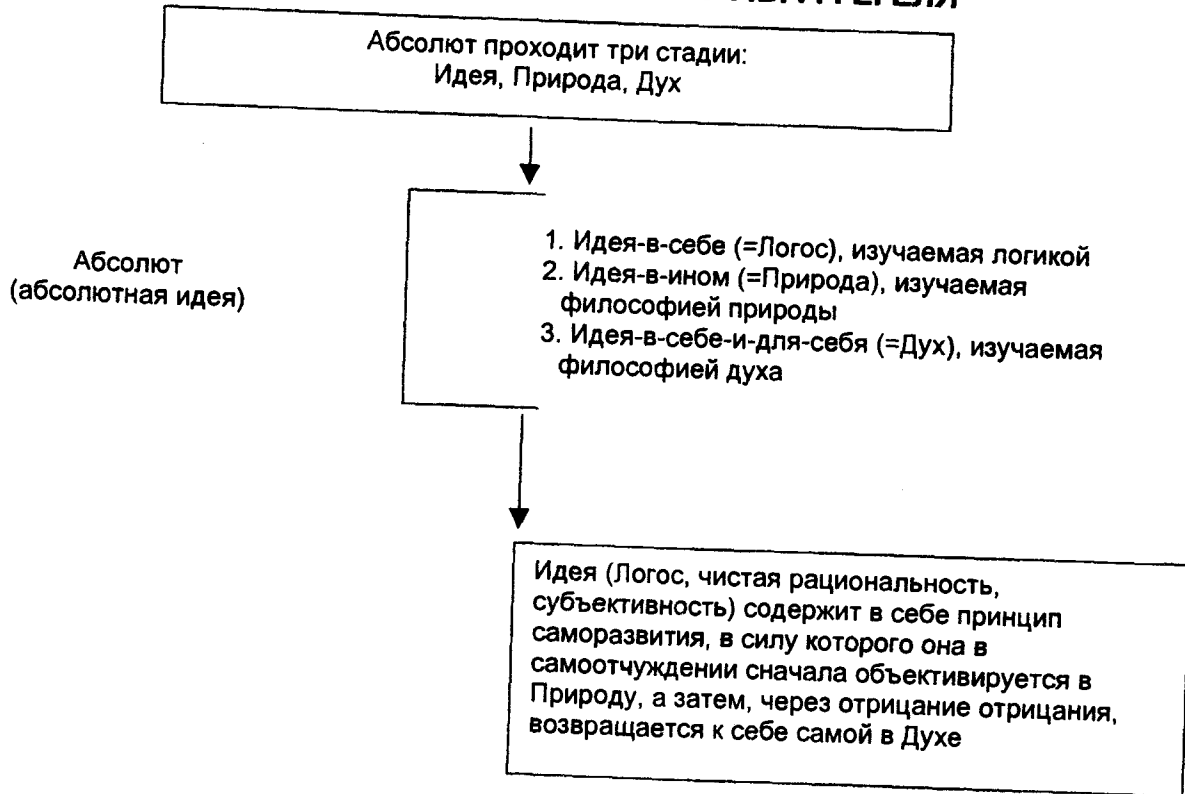 Абсолют проходит три стадии:
Идея, Природа, Дух
Абсолют
(абсолютная идея)
1. Идея-в-себе (=Логос), изучаемая логикой
2. Идея-в-ином (=Природа), изучаемая
философией природы
3. Идея-в-себе-и-для-себя (=Дух), изучаемая
философией духа
Идея (Логос, чистая рациональность,
субъективность) содержит в себе принцип
саморазвития, в силу которого она в
самоотчуждении сначала объективируется в
Природу, а затем, через отрицание отрицания,
возвращается к себе самой в Духе